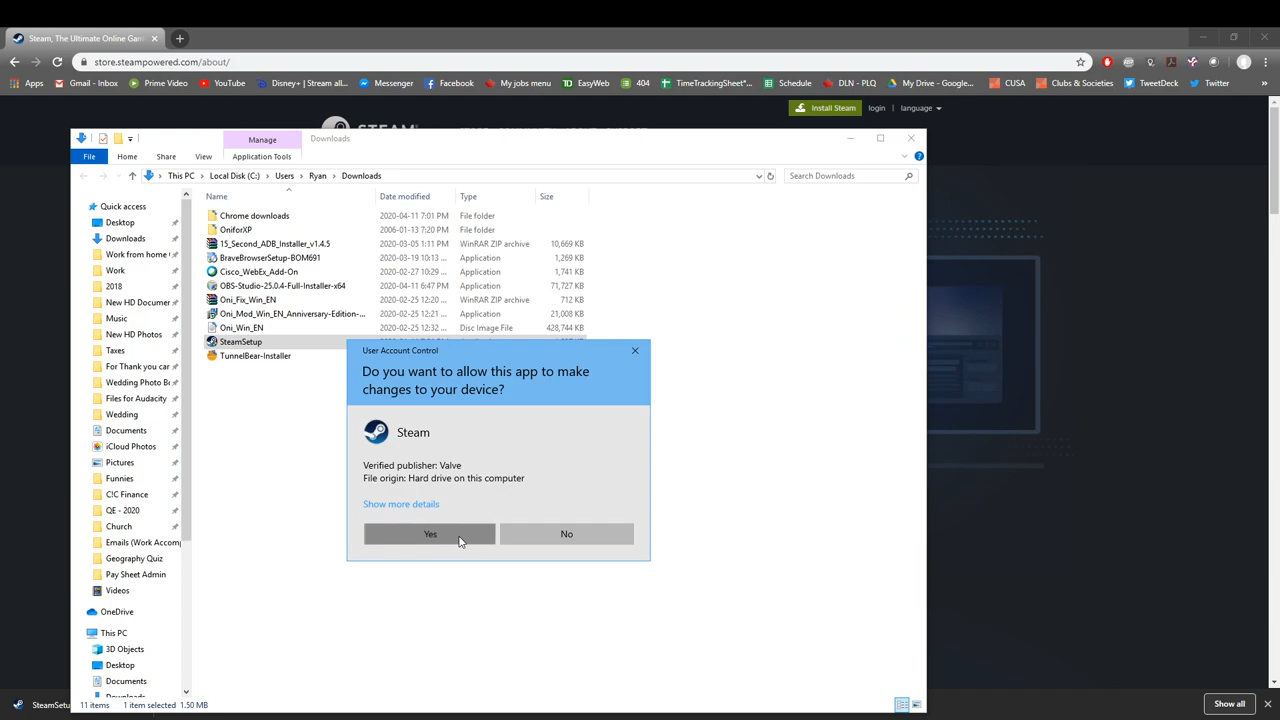 Steam, The Ultimate Online Gam
store.steampowered.com/about/
Apps Gmail Prime Video YouTube Disney+ | Stream all... Messenger Facebook My jobs menu EasyWeb 404 TimeTrackingSheet"... Schedule DLN - PLQ My Drive - Google... CUSA Clubs & Societies TweetDeck Twitter
Install Steam login language
Manage Downloads
File Home Share View Application Tools
This PC Local Disk (C:) Users Ryan Downloads Search Downloads
Name Date modified Type Size
Quick access
Desktop
Downloads
Work from home
Work
2018
New HD Documer
Music
New HD Photos
Taxes
For Thank you car
Wedding Photo B
Files for Audacity
Wedding
Documents
iCloud Photos
Pictures
Funnies
C!C Finance
QE - 2020
Church
Emails (Work Accom
Geography Quiz
Pay Sheet Admin
Videos
OneDrive
This PC
3D Objects
Desktop
Documents
Downloads
Chrome downloads 2020-04-11 7:01 PM File folder
OniforXP 2006-01-13 7:20 PM File folder
15_Second_ADB_Installer_v1.4.5 2020-03-05 1:11 PM WinRAR ZIP archive 10,669 KB
BraveBrowserSetup-BOM691 2020-03-19 10:13 ... Application 1,269 KB
Cisco_WebEx_Add-On 2020-02-27 10:29 ... Application 1,741 KB
OBS-Studio-25.0.4-Full-Installer-x64 2020-04-11 6:47 PM Application 71,727 KB
Oni_Fix_Win_EN 2020-02-25 12:20 ... WinRAR ZIP archive 712 KB
Oni_Mod_Win_EN_Anniversary-Edition-... 2020-02-25 12:21 ... Application 21,008 KB
Oni_Win_EN 2020-02-25 12:32 ... Disc Image File 428,744 KB
SteamSetup
TunnelBear-Installer
User Account Control
Do you want to allow this app to make
changes to your device?
Steam
Verified publisher: Valve
File origin: Hard drive on this computer
Show more details
Yes No
11 items 1 item selected 1.50 MB
SteamSetu
Show all